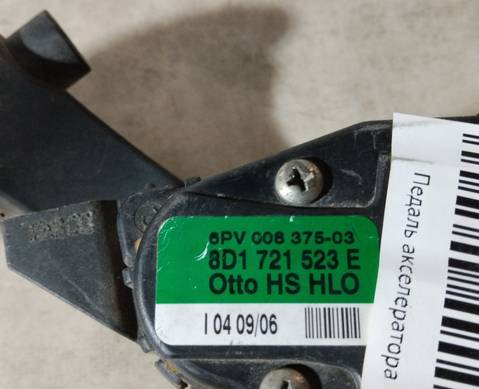 6PV 008 375-03
8D1 721 523 E
Otto HS HLO
I 04 09/06
Педаль акселератора